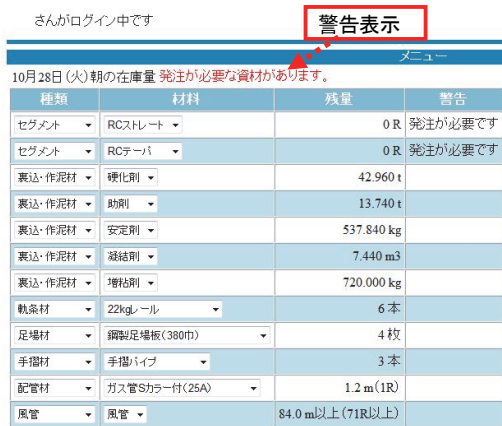 さんがログイン中です
警告表示
メニュー
10月28日(火)朝の在庫量 発注が必要な資材があります。
種類 材料 残量 警告
セグメント RCストレート 0 R 発注が必要です
セグメント RCテーパ 0 R 発注が必要です
裏込・作泥材 硬化剤 42.960 t
裏込・作泥材 助剤 13.740 t
裏込・作泥材 安定剤 537.840 kg
裏込・作泥材 凝結剤 7.440 m3
裏込・作泥材 増粘剤 720.000 kg
軌条材 22kgレール 6 本
足場材 鋼製足場板(380巾) 4 枚
手摺材 手摺パイプ 3 本
配管材 ガス管Sカラー付(25A) 1.2 m(1R)
風管 風管 84.0 m以上(71R以上)